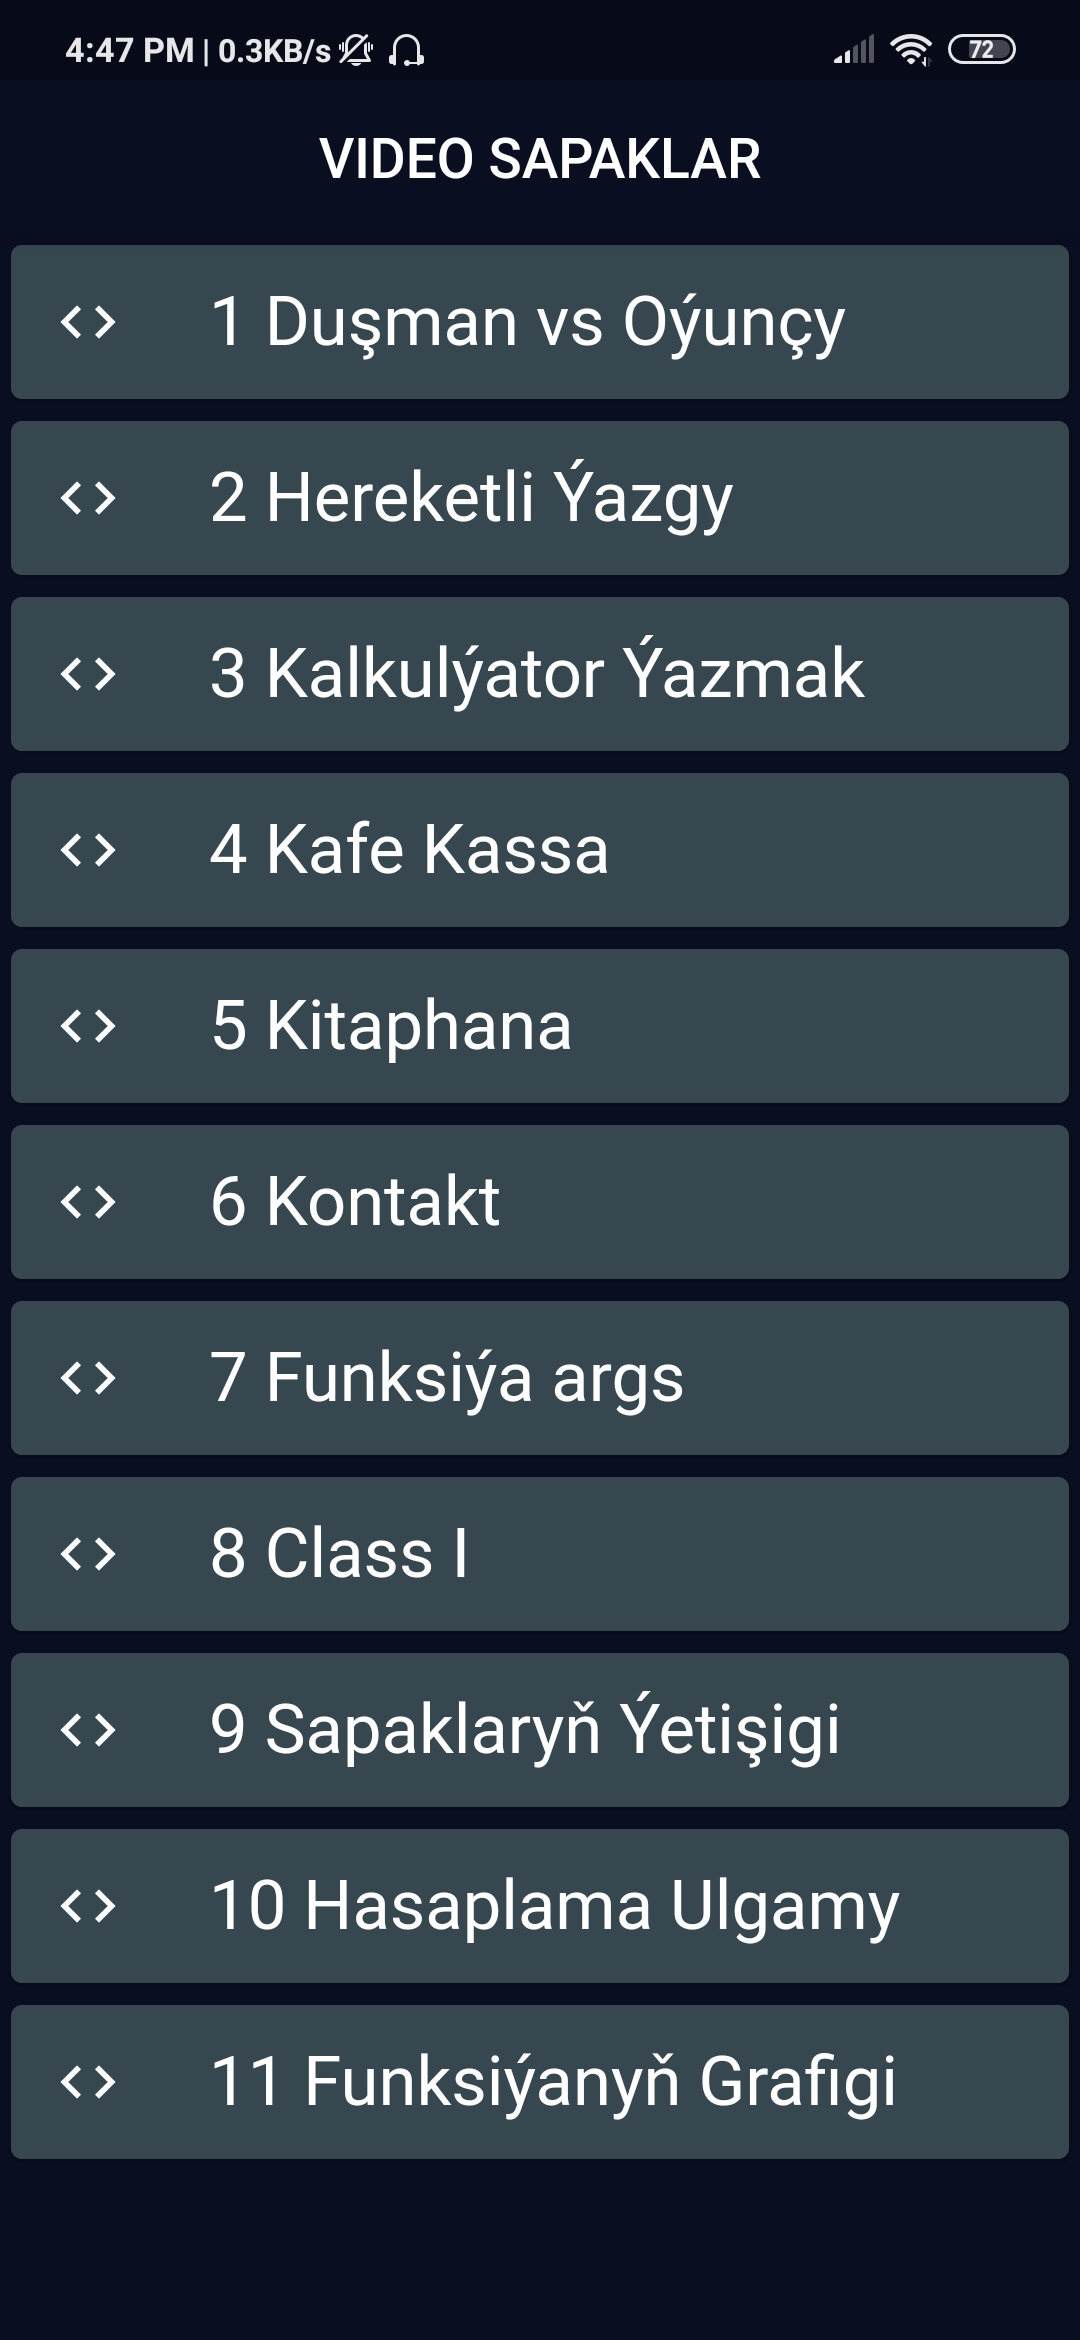 4:47 PM | 0.3KB/s 72
VIDEO SAPAKLAR
1 Duşman vs Oýunçy
2 Hereketli Ýazgy
3 Kalkulýator Ýazmak
4 Kafe Kassa
5 Kitaphana
6 Kontakt
7 Funksiýa args
8 Class I
9 Sapaklaryň Ýetişigi
10 Hasaplama Ulgamy
11 Funksiýanyň Grafigi